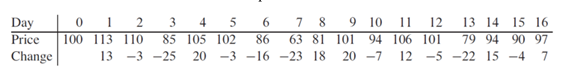 Day 0 1 2 3 4 5 6 7 8 9 10 11 12 13 14 15 16
Price 100 113 110 85 105 102 86 63 81 101 94 106 101 79 94 90 97
Change 13 −3 −25 20 −3 −16 −23 18 20 −7 12 −5 −22 15 −4 7